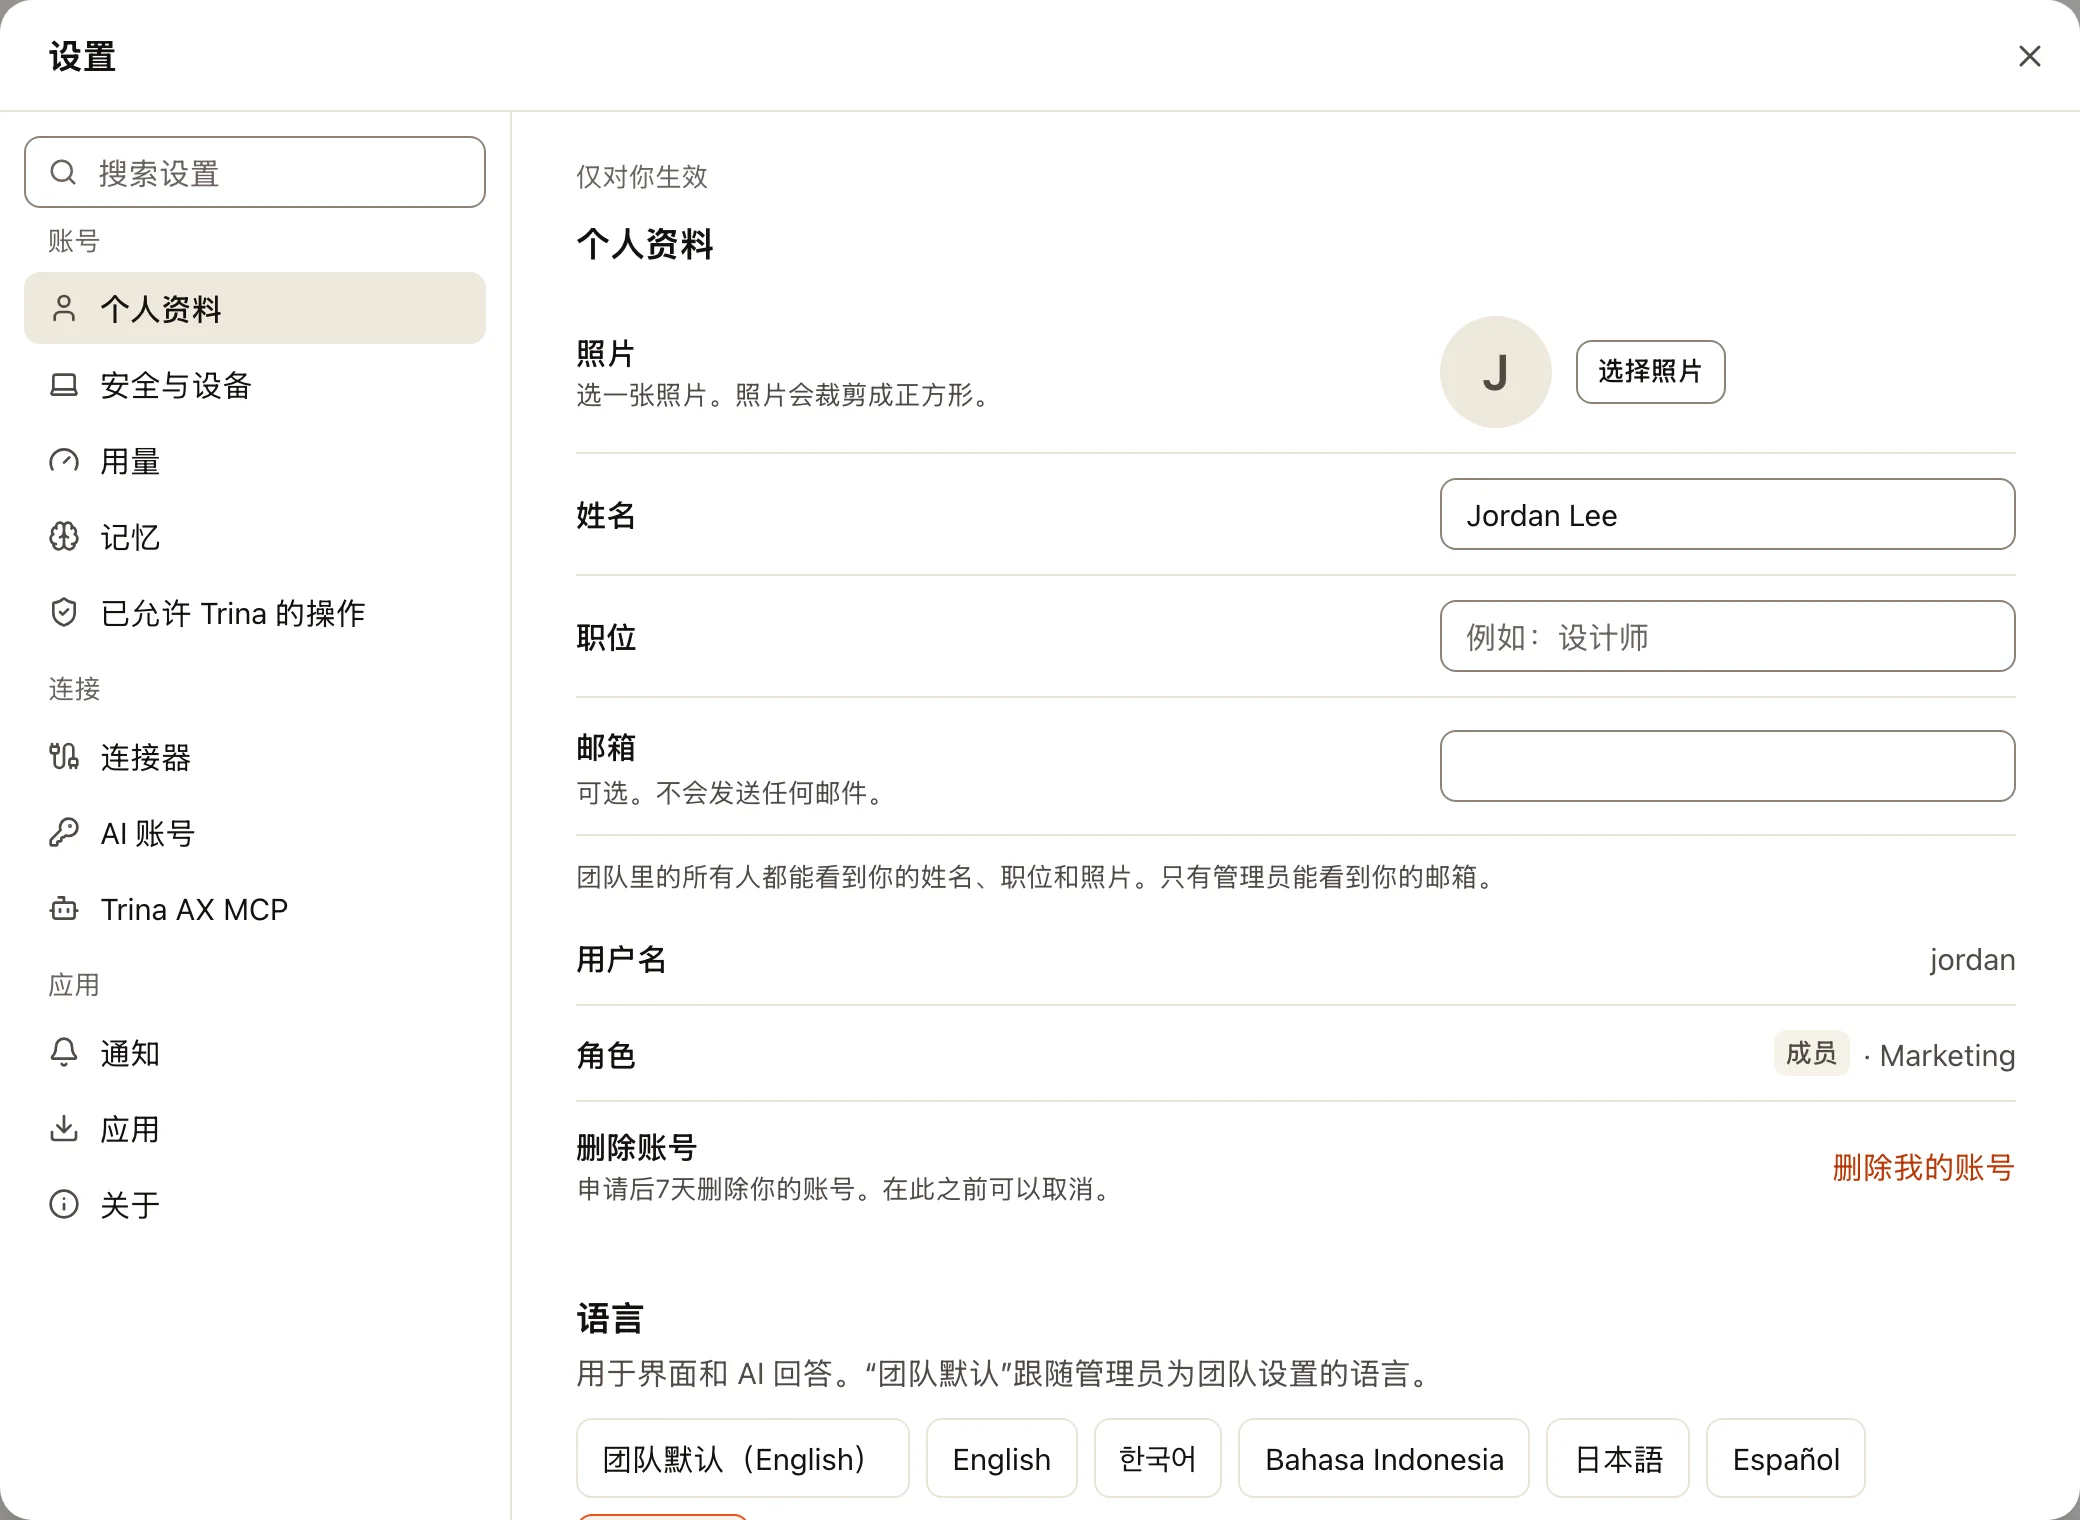 设置
搜索设置
账号
个人资料
安全与设备
用量
记忆
已允许 Trina 的操作
连接
连接器
AI 账号
Trina AX MCP
应用
通知
应用
关于
仅对你生效
个人资料
照片
选一张照片。照片会裁剪成正方形。
J
选择照片
姓名
Jordan Lee
职位
例如：设计师
邮箱
可选。不会发送任何邮件。
团队里的所有人都能看到你的姓名、职位和照片。只有管理员能看到你的邮箱。
用户名
jordan
角色
成员 · Marketing
删除账号
申请后7天删除你的账号。在此之前可以取消。
删除我的账号
语言
用于界面和 AI 回答。“团队默认”跟随管理员为团队设置的语言。
团队默认（English） English 한국어 Bahasa Indonesia 日本語 Español